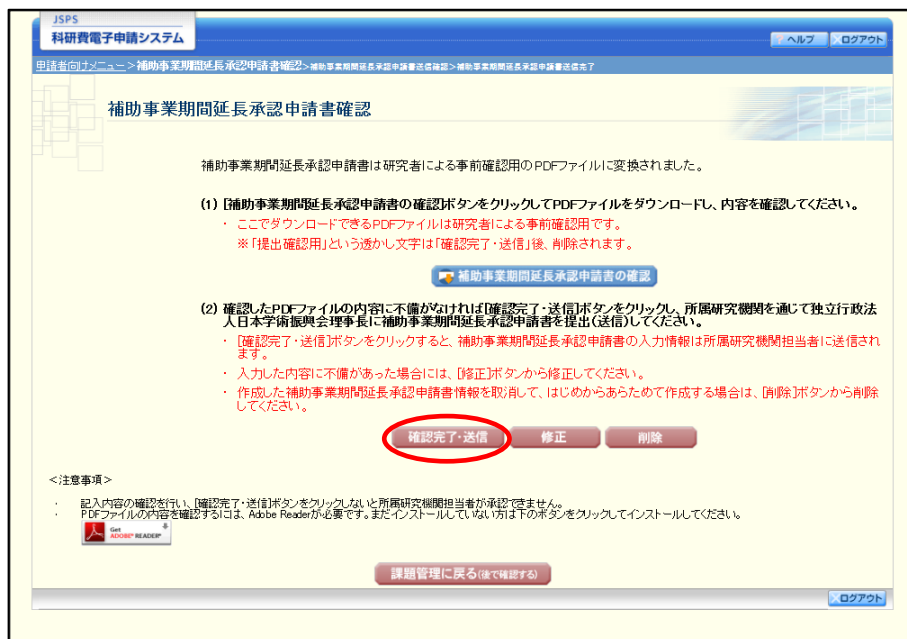 JSPS
科研費電子申請システム
ヘルプ
ログアウト
申請者向けメニュー>補助事業期間延長承認申請書確認>補助事業期間延長承認申請書送信確認>補助事業期間延長承認申請書送信完了
補助事業期間延長承認申請書確認
補助事業期間延長承認申請書は研究者による事前確認用のPDFファイルに変換されました。
(1) [補助事業期間延長承認申請書の確認]ボタンをクリックしてPDFファイルをダウンロードし、内容を確認してください。
・ ここでダウンロードできるPDFファイルは研究者による事前確認用です。
※「提出確認用」という透かし文字は「確認完了・送信」後、削除されます。
補助事業期間延長承認申請書の確認
(2) 確認したPDFファイルの内容に不備がなければ[確認完了・送信]ボタンをクリックし、所属研究機関を通じて独立行政法
人日本学術振興会理事長に補助事業期間延長承認申請書を提出(送信)してください。
・ [確認完了・送信]ボタンをクリックすると、補助事業期間延長承認申請書の入力情報は所属研究機関担当者に送信され
ます。
・ 入力した内容に不備があった場合には、[修正]ボタンから修正してください。
・ 作成した補助事業期間延長承認申請書情報を取消して、はじめからあらためて作成する場合は、[削除]ボタンから削除
してください。
確認完了・送信
修正
削除
<注意事項>
・ 記入内容の確認を行い、[確認完了・送信]ボタンをクリックしないと所属研究機関担当者が承認できません。
・ PDFファイルの内容を確認するには、Adobe Readerが必要です。まだインストールしていない方は下のボタンをクリックしてインストールしてください。
Get
ADOBE® READER®
課題管理に戻る(後で確認する)
ログアウト